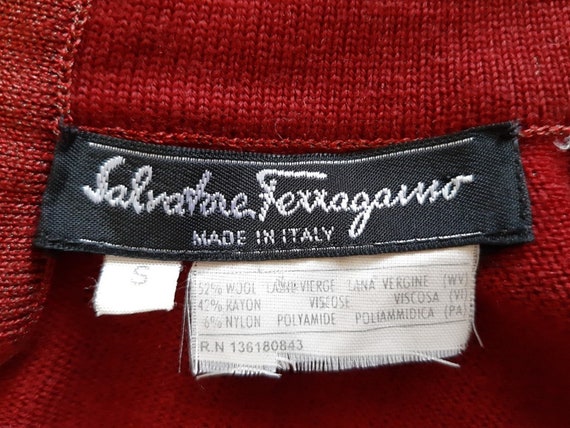 Salvatore Ferragamo
MADE IN ITALY
S
52% WOOL LAINE VIERGE LANA VERGINE (WV)
42% RAYON VISCOSE VISCOSA (VI)
6% NYLON POLYAMIDE POLIAMMIDICA (PA)
R.N 136180843